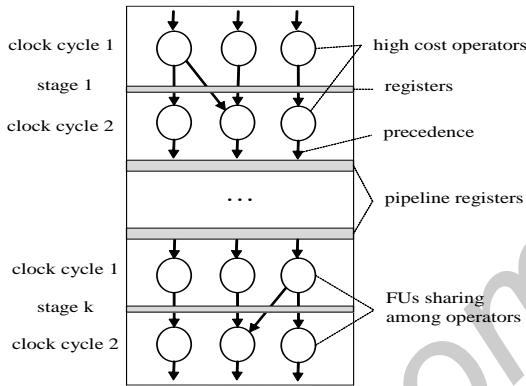 clock cycle 1
high cost operators
stage 1
registers
clock cycle 2
precedence
...
pipeline registers
clock cycle 1
stage k
FUs sharing
among operators
clock cycle 2
om